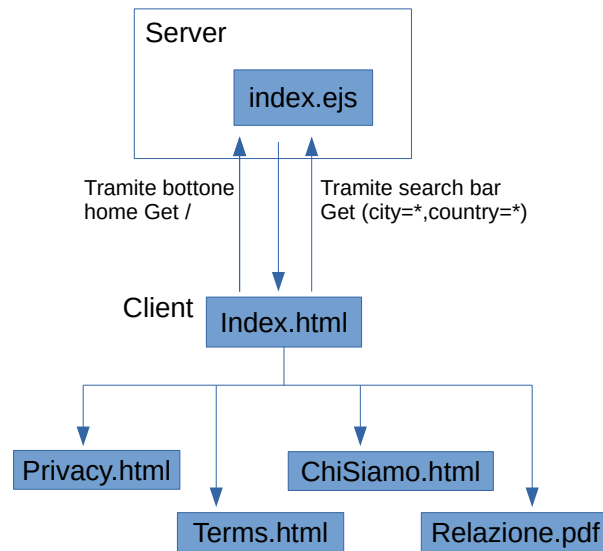 Server
index.ejs
Tramite bottone
home Get /
Tramite search bar
Get (city=*,country=*)
Client
Index.html
Privacy.html
ChiSiamo.html
Terms.html
Relazione.pdf